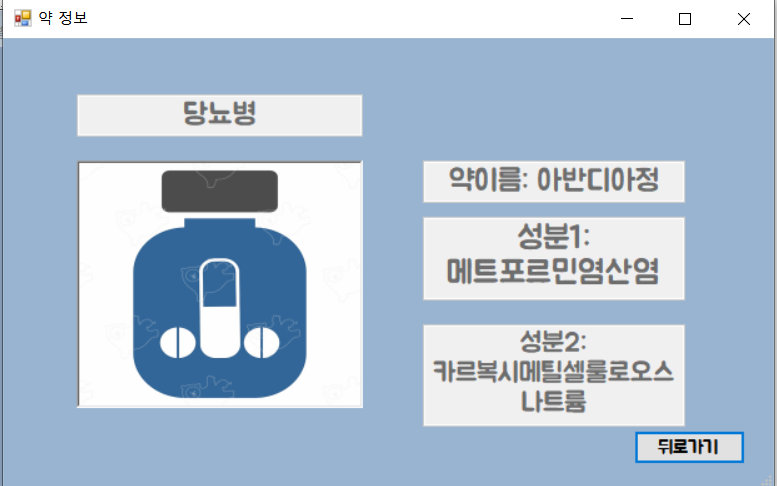 약 정보
당뇨병
약이름: 아반디아정
성분1:
메트포르민염산염
성분2:
카르복시메틸셀룰로오스
나트륨
뒤로가기